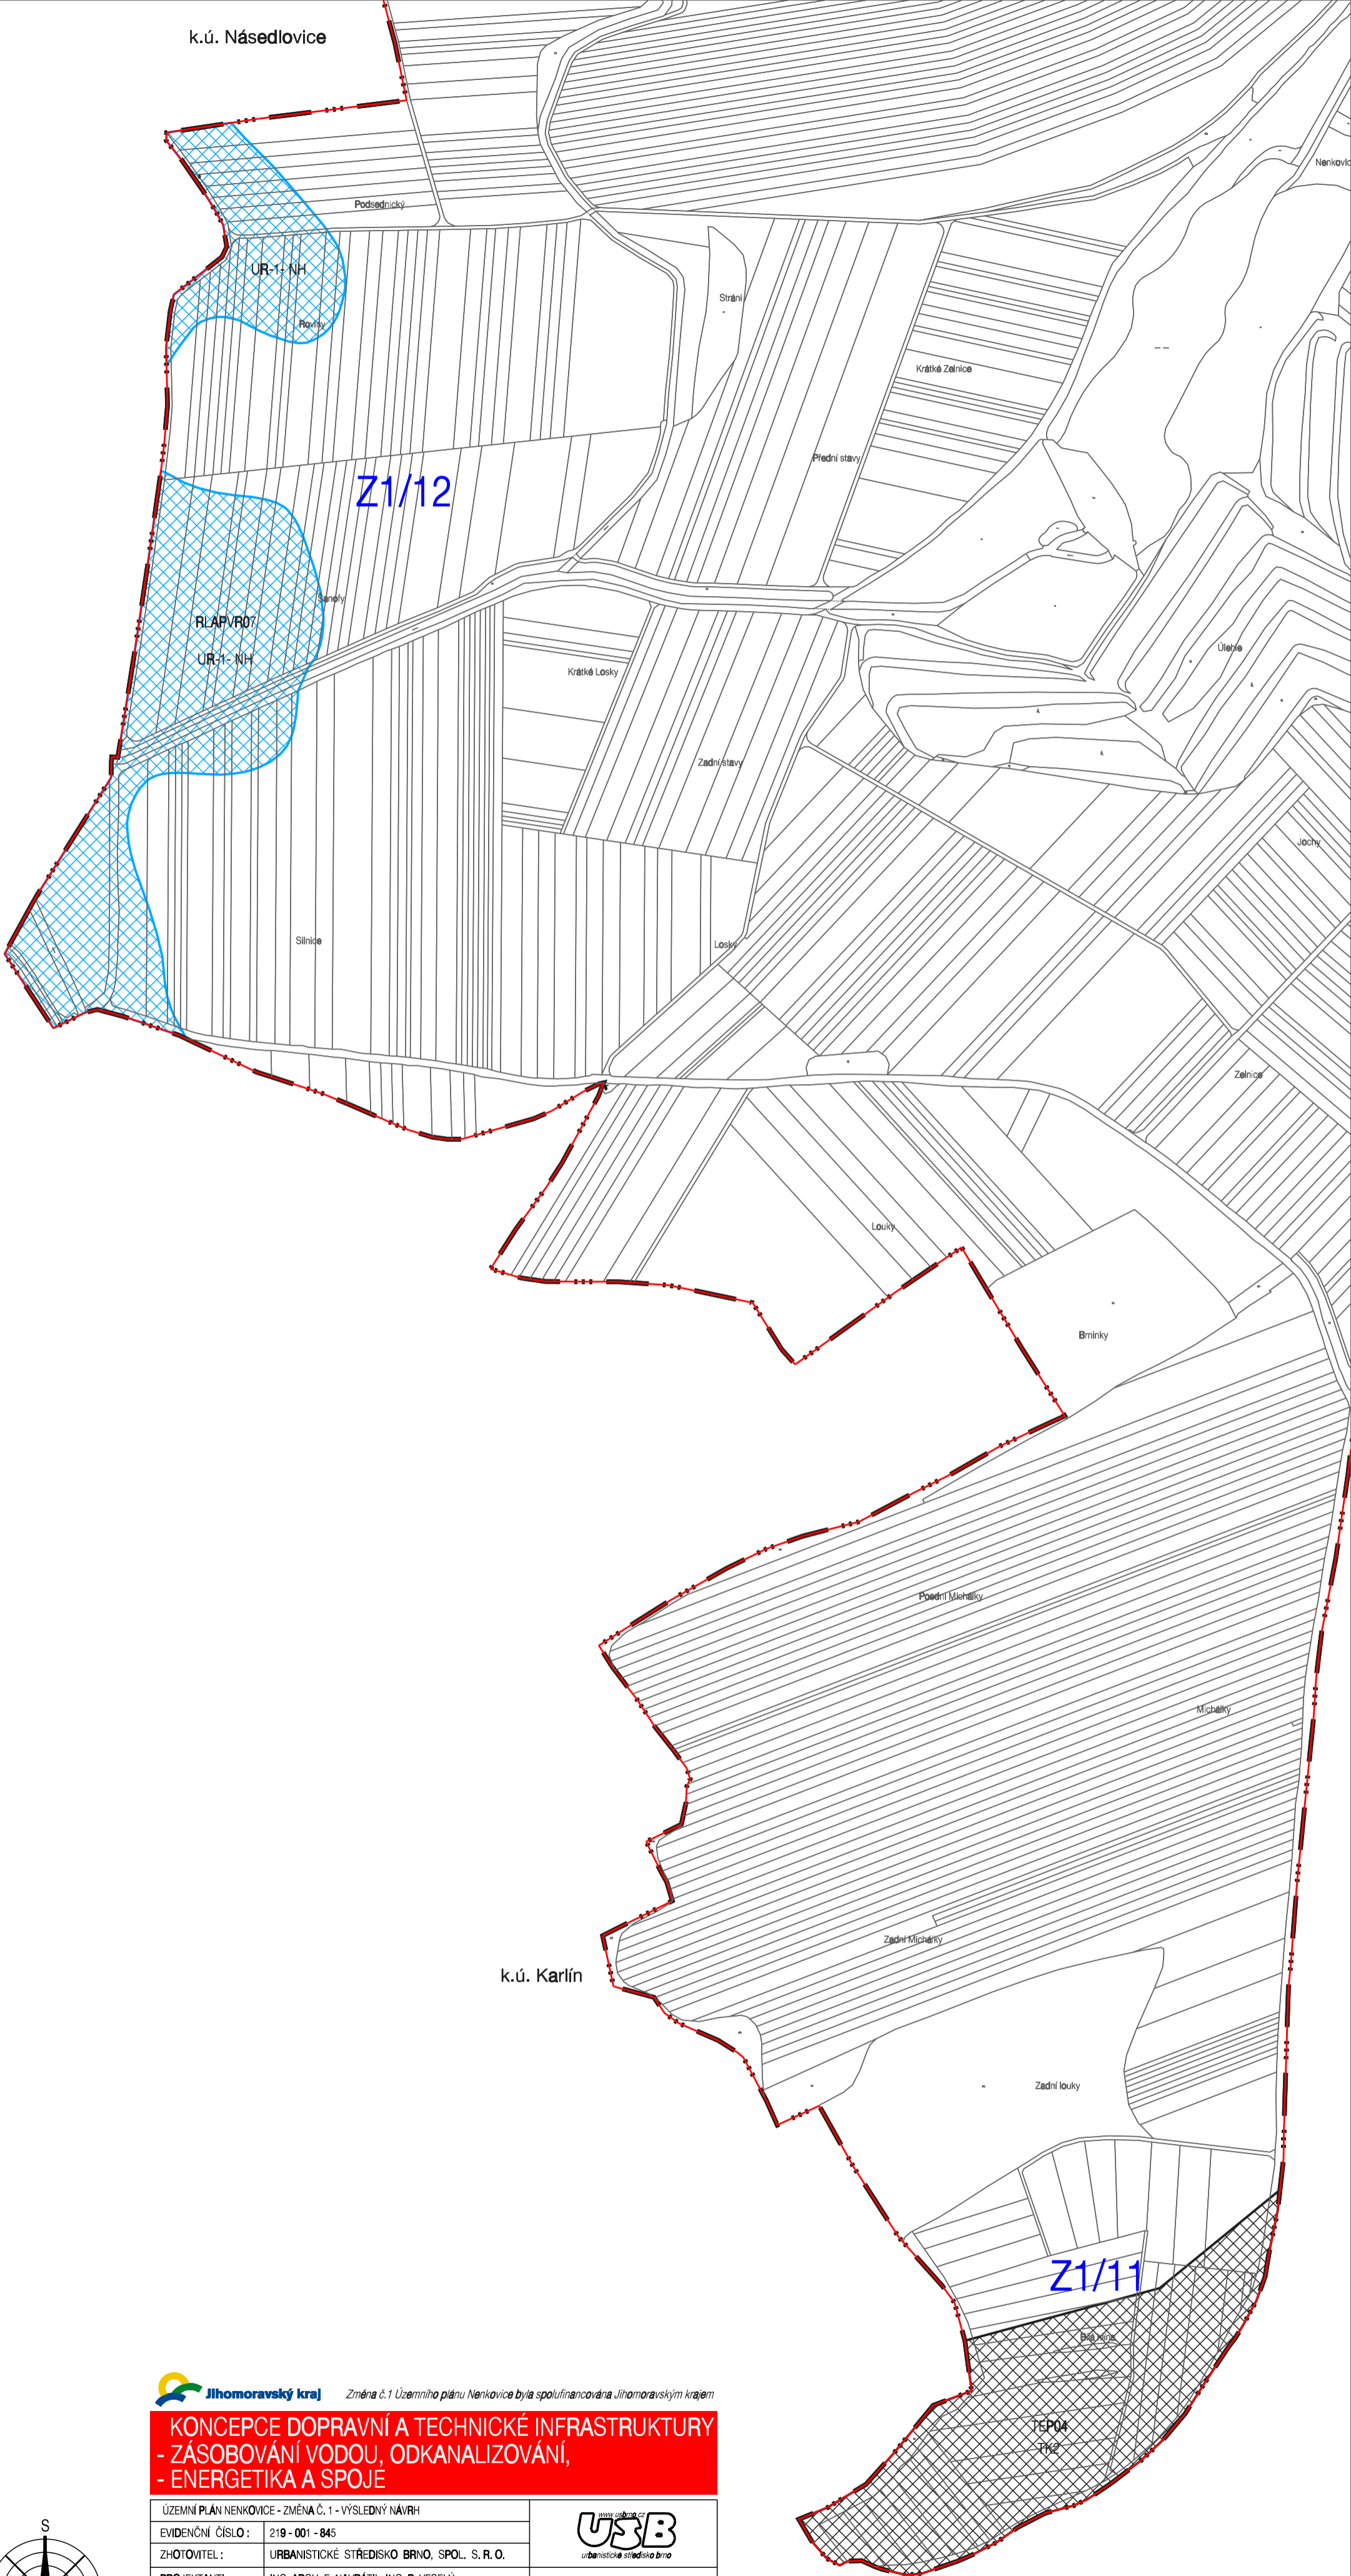 k.ú. Násedlovice
Nenkovic
Podsednický
UR-1- NH
Stráni
Roviny
Krátké Zelnice
Přední stavy
Z1/12
Šanofy
RLAPVR07
Úlehle
UR-1- NH
Krátké Losky
Zadní stavy
Jochy
Silnice
Losky
Zelnice
Louky
Brninky
Posdní Michálky
Michálky
Zadní Michálky
k.ú. Karlín
Zadní louky
Z1/11
TEP04
TK2
Jihomoravský kraj
Změna č.1 Územního plánu Nenkovice byla spolufinancována Jihomoravským krajem
KONCEPCE DOPRAVNÍ A TECHNICKÉ INFRASTRUKTURY
- ZÁSOBOVÁNÍ VODOU, ODKANALIZOVÁNÍ,
- ENERGETIKA A SPOJE
ÚZEMNÍ PLÁN NENKOVICE - ZMĚNA Č. 1 - VÝSLEDNÝ NÁVRH
www.usbrno.cz
USB
urbanistické středisko brno
EVIDENČNÍ ČÍSLO : 219 - 001 - 845
ZHOTOVITEL : URBANISTICKÉ STŘEDISKO BRNO, SPOL. S. R. O.
S